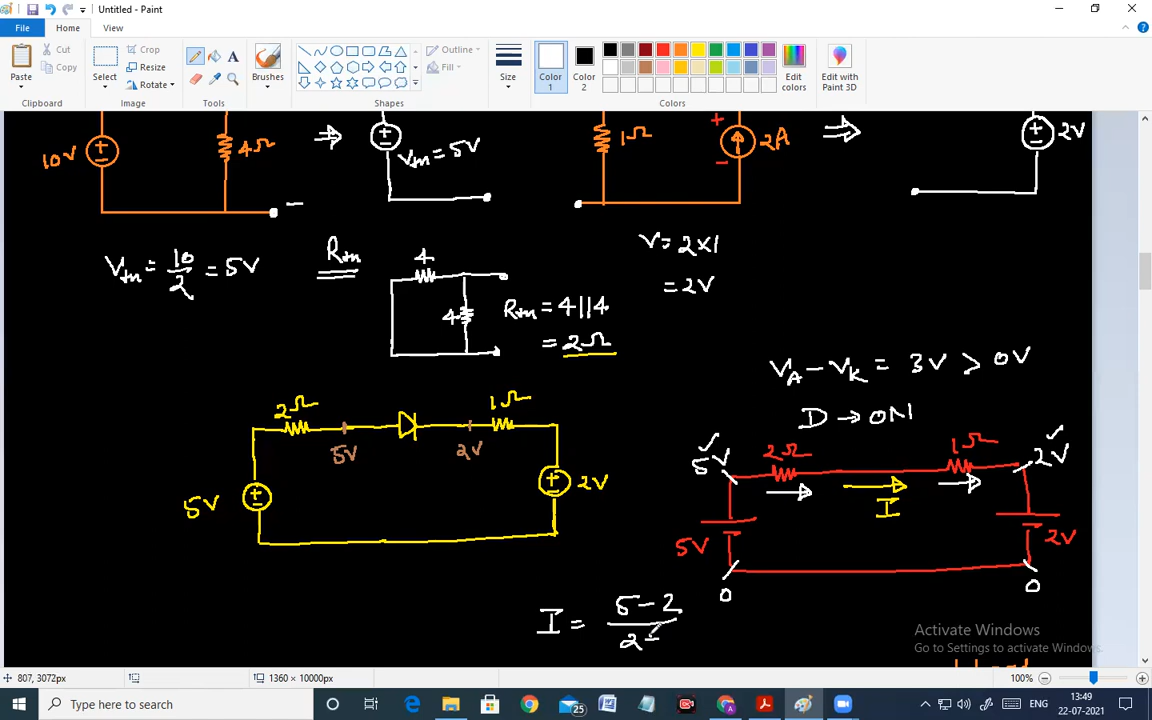 Untitled - Paint
File
Home
View
Paste
Cut
Copy
Clipboard
Select
Crop
Resize
Rotate
Image
A
Tools
Brushes
Shapes
Outline
Fill
Size
Color 1
Color 2
Colors
Edit colors
Edit with Paint 3D
10V
4Ω
⇒
Vth = 5V
1Ω
2A
⇒
2V
Vth = 10/2 = 5V
Rth
4
4
Rth = 4||4
= 2Ω
V = 2×1
= 2V
VA − VK = 3V > 0V
D → ON
2Ω
1Ω
5V
2V
5V
2V
5V
2Ω
1Ω
2V
I
5V
2V
0
0
I = 5−2
2+
Activate Windows
Go to Settings to activate Windows.
807, 3072px
1360 × 10000px
100%
Type here to search
25
ENG
13:49
22-07-2021